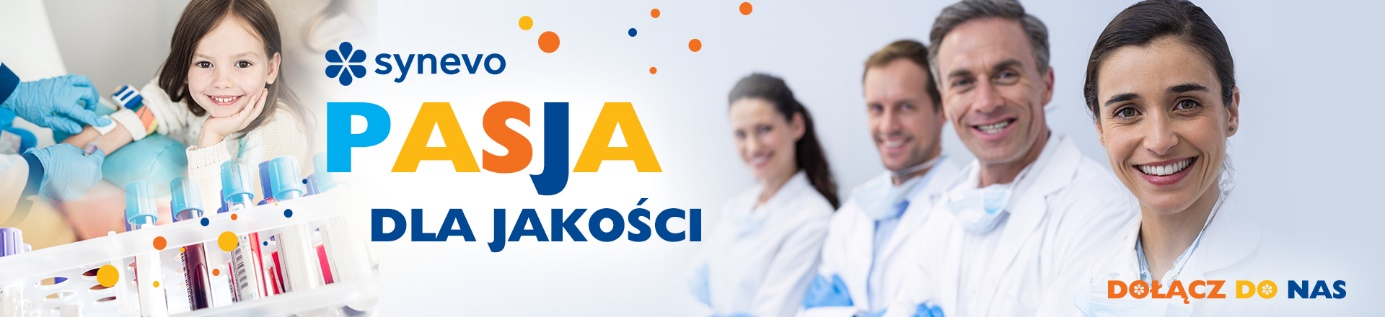 synevo
PASJA
DLA JAKOŚCI
DOŁĄCZ DO NAS